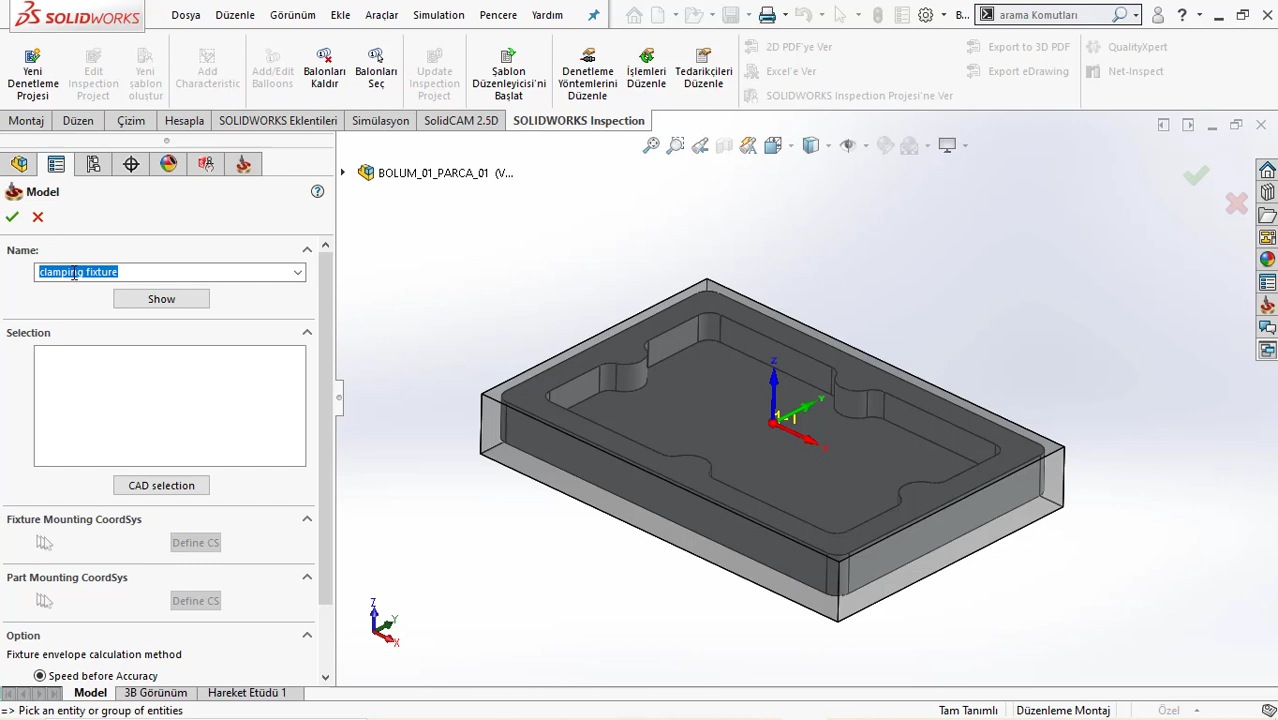 SOLIDWORKS
Dosya Düzenle Görünüm Ekle Araçlar Simulation Pencere Yardım
B... arama Komutları
Yeni Denetleme Projesi
Edit Inspection Project
Yeni şablon oluştur
Add Characteristic
Add/Edit Balloons
Balonları Kaldır
Balonları Seç
Update Inspection Project
Şablon Düzenleyicisi'ni Başlat
Denetleme Yöntemlerini Düzenle
İşlemleri Düzenle
Tedarikçileri Düzenle
2D PDF'ye Ver
Excel'e Ver
SOLIDWORKS Inspection Projesi'ne Ver
Export to 3D PDF
Export eDrawing
QualityXpert
Net-Inspect
Montaj Düzen Çizim Hesapla SOLIDWORKS Eklentileri Simülasyon SolidCAM 2.5D SOLIDWORKS Inspection
BOLUM_01_PARCA_01 (V...
Model
Name:
clamping fixture
Show
Selection
CAD selection
Fixture Mounting CoordSys
Define CS
Part Mounting CoordSys
Define CS
Option
Fixture envelope calculation method
Speed before Accuracy
Z
Y
X
Z
Y
X
Model 3B Görünüm Hareket Etüdü 1
=> Pick an entity or group of entities
Tam Tanımlı Düzenleme Montaj Özel